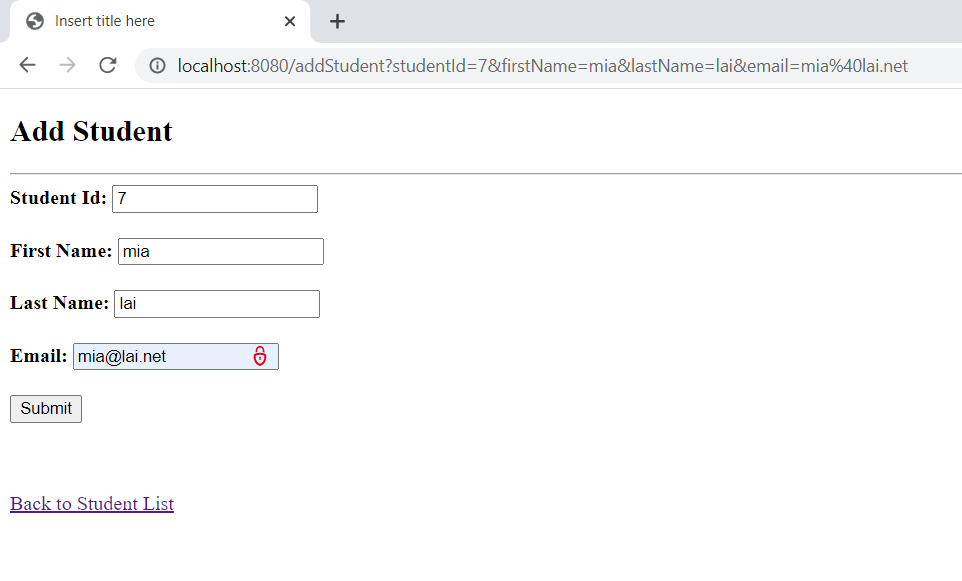 Insert title here
localhost:8080/addStudent?studentId=7&firstName=mia&lastName=lai&email=mia%40lai.net
Add Student
Student Id: 7
First Name: mia
Last Name: lai
Email: mia@lai.net
Submit
Back to Student List